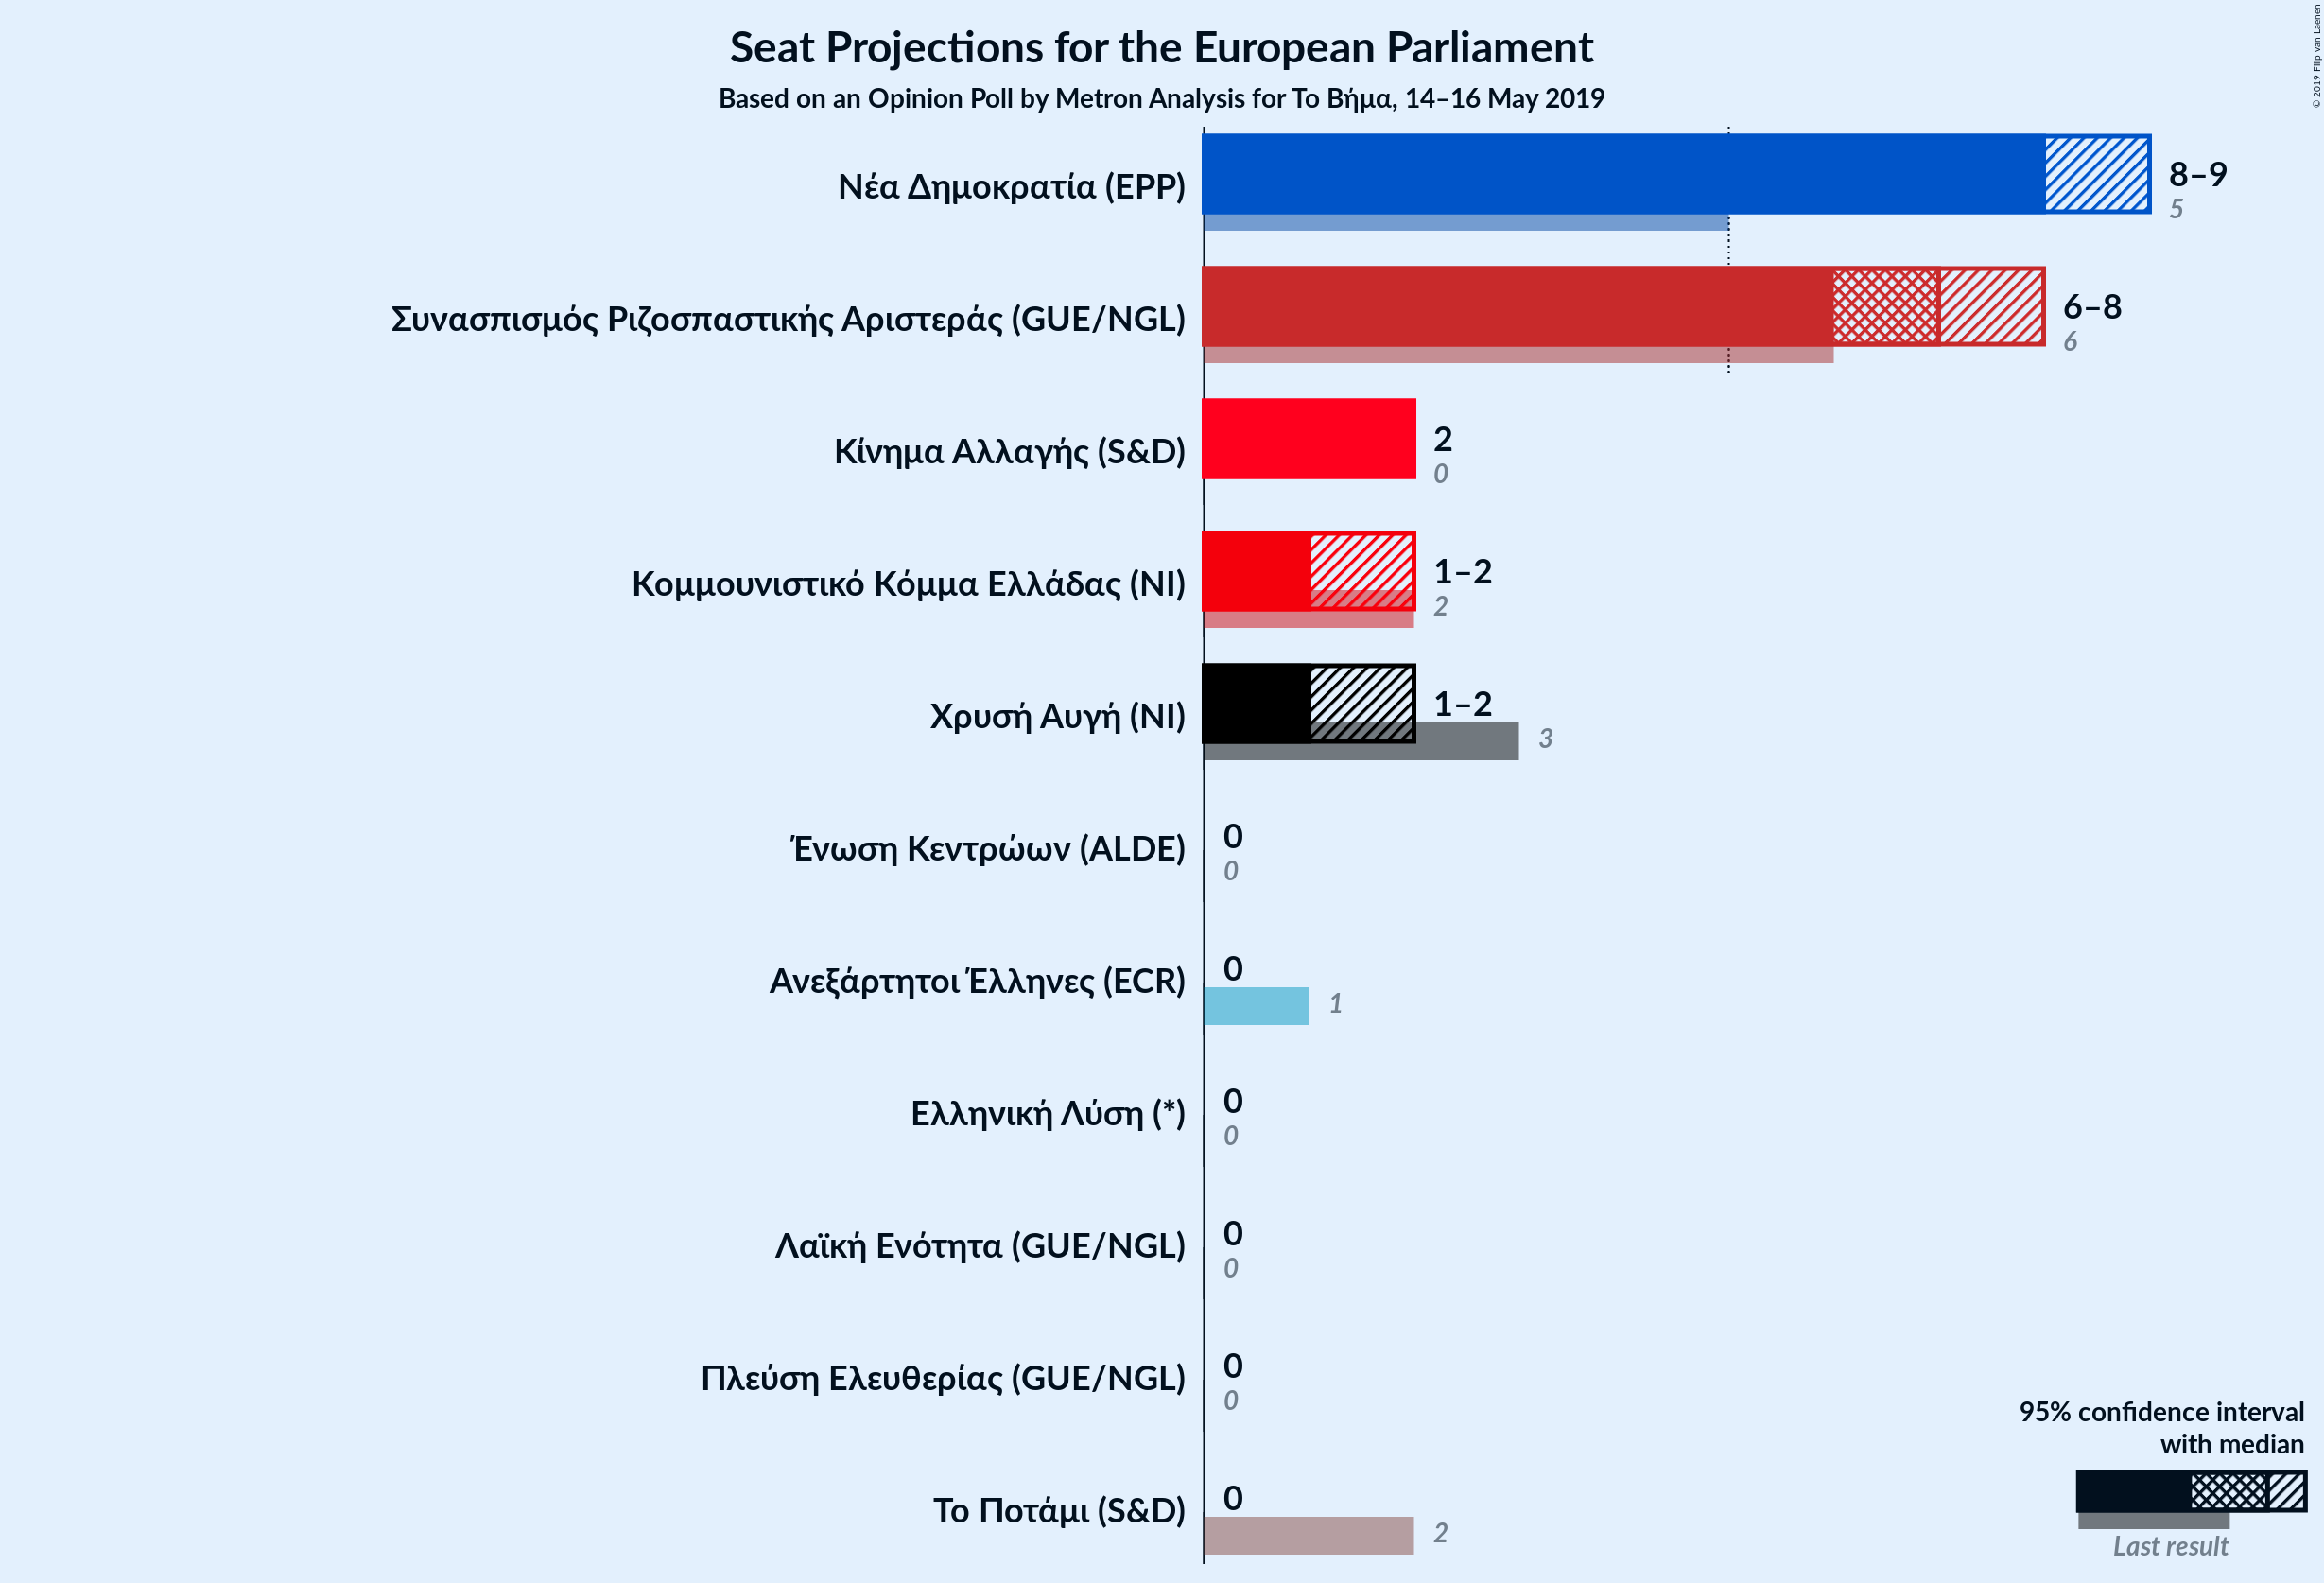 Seat Projections for the European Parliament
Based on an Opinion Poll by Metron Analysis for Το Βήμα, 14–16 May 2019
© 2019 Filip van Laenen
Νέα Δημοκρατία (EPP)
8–9
5
Συνασπισμός Ριζοσπαστικής Αριστεράς (GUE/NGL)
6–8
6
Κίνημα Αλλαγής (S&D)
2
0
Κομμουνιστικό Κόμμα Ελλάδας (NI)
1–2
2
Χρυσή Αυγή (NI)
1–2
3
Ένωση Κεντρώων (ALDE)
0
0
Ανεξάρτητοι Έλληνες (ECR)
0
1
Ελληνική Λύση (*)
0
0
Λαϊκή Ενότητα (GUE/NGL)
0
0
Πλεύση Ελευθερίας (GUE/NGL)
0
0
Το Ποτάμι (S&D)
0
2
95% confidence interval
with median
Last result